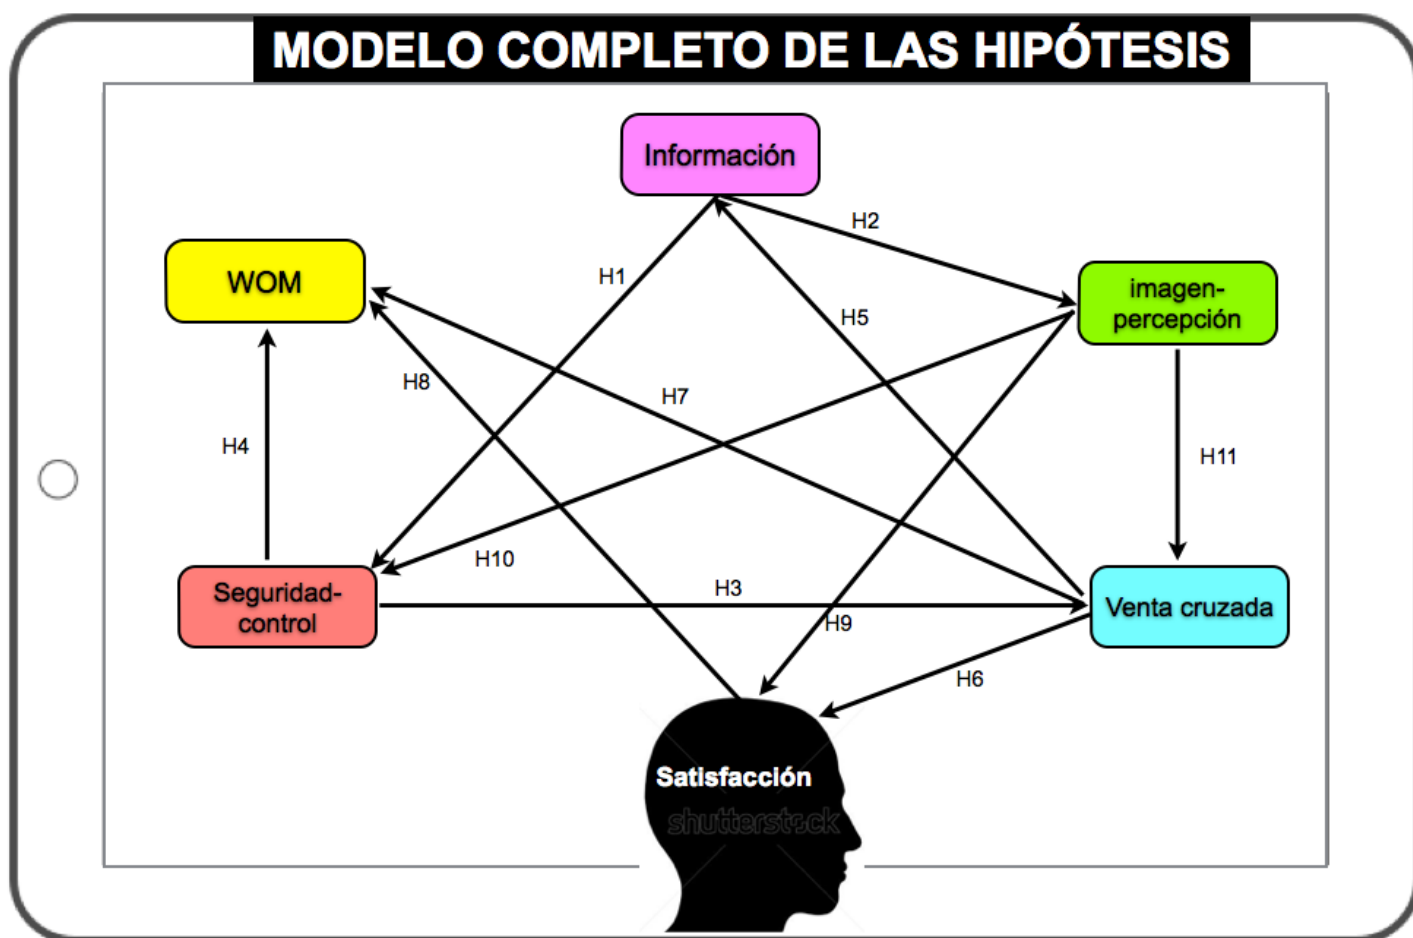 MODELO COMPLETO DE LAS HIPÓTESIS
Información
H2
WOM
H1
imagen-
percepción
H5
H8
H7
H4
H11
H10
Seguridad-
control
H3
Venta cruzada
H9
H6
Satisfacción
shutterstock